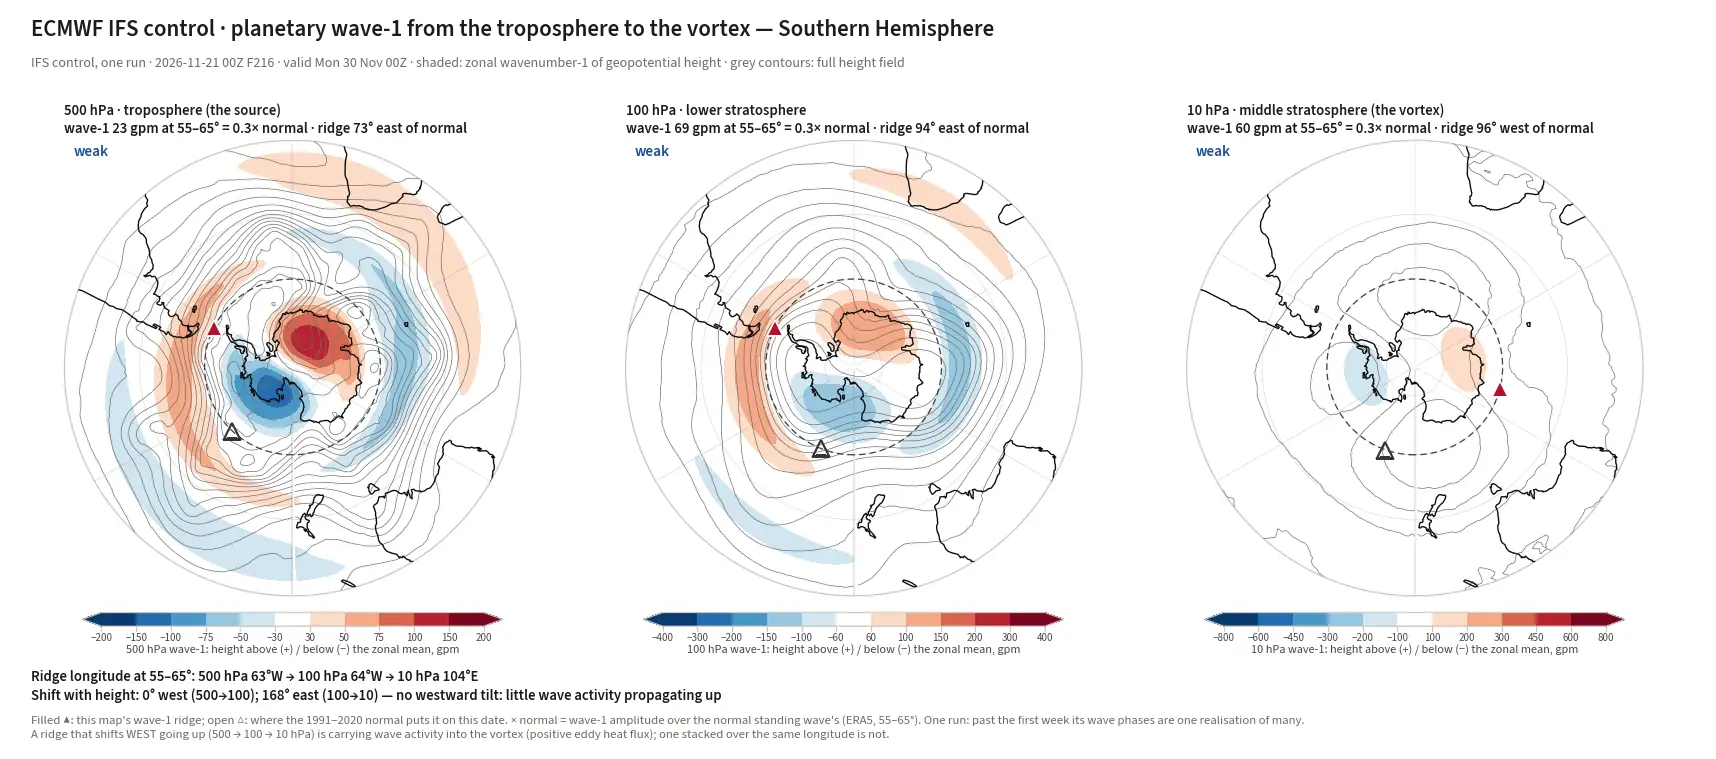 ECMWF IFS control · planetary wave-1 from the troposphere to the vortex — Southern Hemisphere
IFS control, one run · 2026-11-21 00Z F216 · valid Mon 30 Nov 00Z · shaded: zonal wavenumber-1 of geopotential height · grey contours: full height field
500 hPa · troposphere (the source)
wave-1 23 gpm at 55–65° = 0.3× normal · ridge 73° east of normal
weak
100 hPa · lower stratosphere
wave-1 69 gpm at 55–65° = 0.3× normal · ridge 94° east of normal
weak
10 hPa · middle stratosphere (the vortex)
wave-1 60 gpm at 55–65° = 0.3× normal · ridge 96° west of normal
weak
−200 −150 −100 −75 −50 −30 30 50 75 100 150 200
500 hPa wave-1: height above (+) / below (−) the zonal mean, gpm
−400 −300 −200 −150 −100 −60 60 100 150 200 300 400
100 hPa wave-1: height above (+) / below (−) the zonal mean, gpm
−800 −600 −450 −300 −200 −100 100 200 300 450 600 800
10 hPa wave-1: height above (+) / below (−) the zonal mean, gpm
Ridge longitude at 55–65°: 500 hPa 63°W → 100 hPa 64°W → 10 hPa 104°E
Shift with height: 0° west (500→100); 168° east (100→10) — no westward tilt: little wave activity propagating up
Filled ▲: this map's wave-1 ridge; open △: where the 1991–2020 normal puts it on this date. × normal = wave-1 amplitude over the normal standing wave's (ERA5, 55–65°). One run: past the first week its wave phases are one realisation of many.
A ridge that shifts WEST going up (500 → 100 → 10 hPa) is carrying wave activity into the vortex (positive eddy heat flux); one stacked over the same longitude is not.